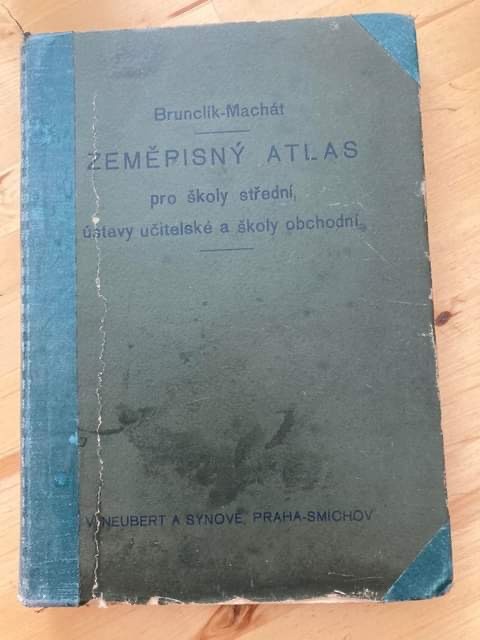 Brunclík-Machát
ZEMĚPISNÝ ATLAS
pro školy střední,
ústavy učitelské a školy obchodní.
V. NEUBERT A SYNOVÉ, PRAHA-SMÍCHOV